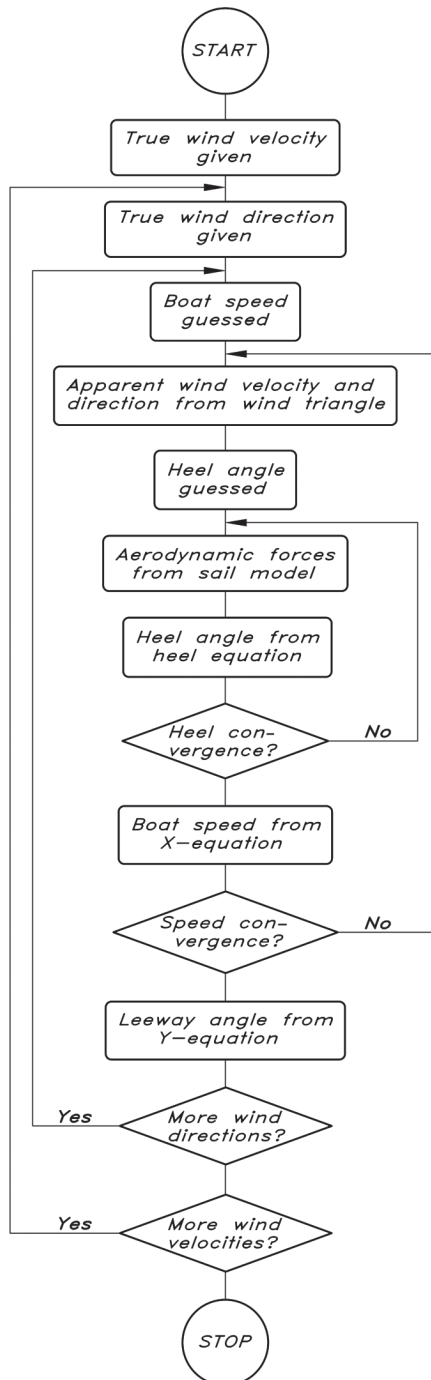 START
True wind velocity
given
True wind direction
given
Boat speed
guessed
Apparent wind velocity and
direction from wind triangle
Heel angle
guessed
Aerodynamic forces
from sail model
Heel angle from
heel equation
Heel con-
vergence?
No
Boat speed from
X-equation
Speed con-
vergence?
No
Leeway angle from
Y-equation
Yes
More wind
directions?
Yes
More wind
velocities?
STOP